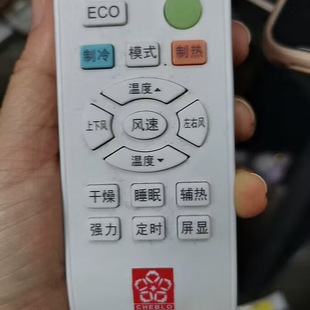 ECO
制冷 模式 制热
温度▲
上下风 风速 左右风
温度▼
干燥 睡眠 辅热
强力 定时 屏显
CHEBLO